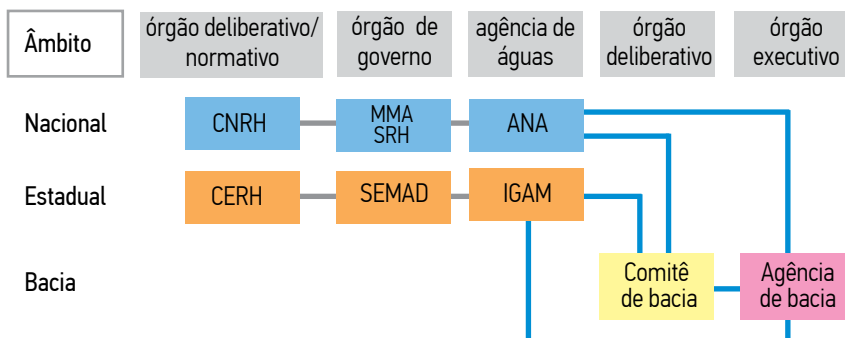 Âmbito
órgão deliberativo/
normativo
órgão de
governo
agência de
águas
órgão
deliberativo
órgão
executivo
Nacional
CNRH
MMA
SRH
ANA
Estadual
CERH
SEMAD
IGAM
Bacia
Comitê
de bacia
Agência
de bacia